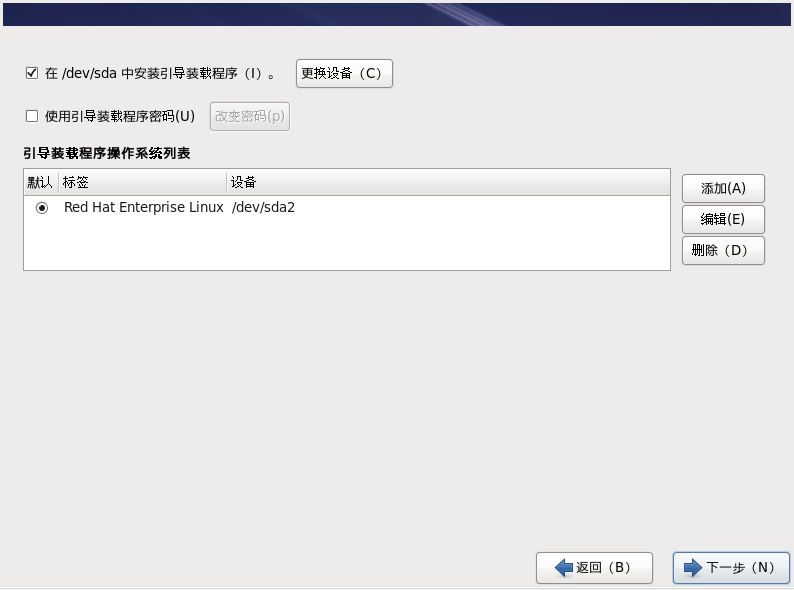 在 /dev/sda 中安装引导装载程序（I）。 更换设备（C）
使用引导装载程序密码(U) 改变密码(p)
引导装载程序操作系统列表
默认 标签 设备
Red Hat Enterprise Linux /dev/sda2
添加(A)
编辑(E)
删除（D）
返回（B） 下一步（N）